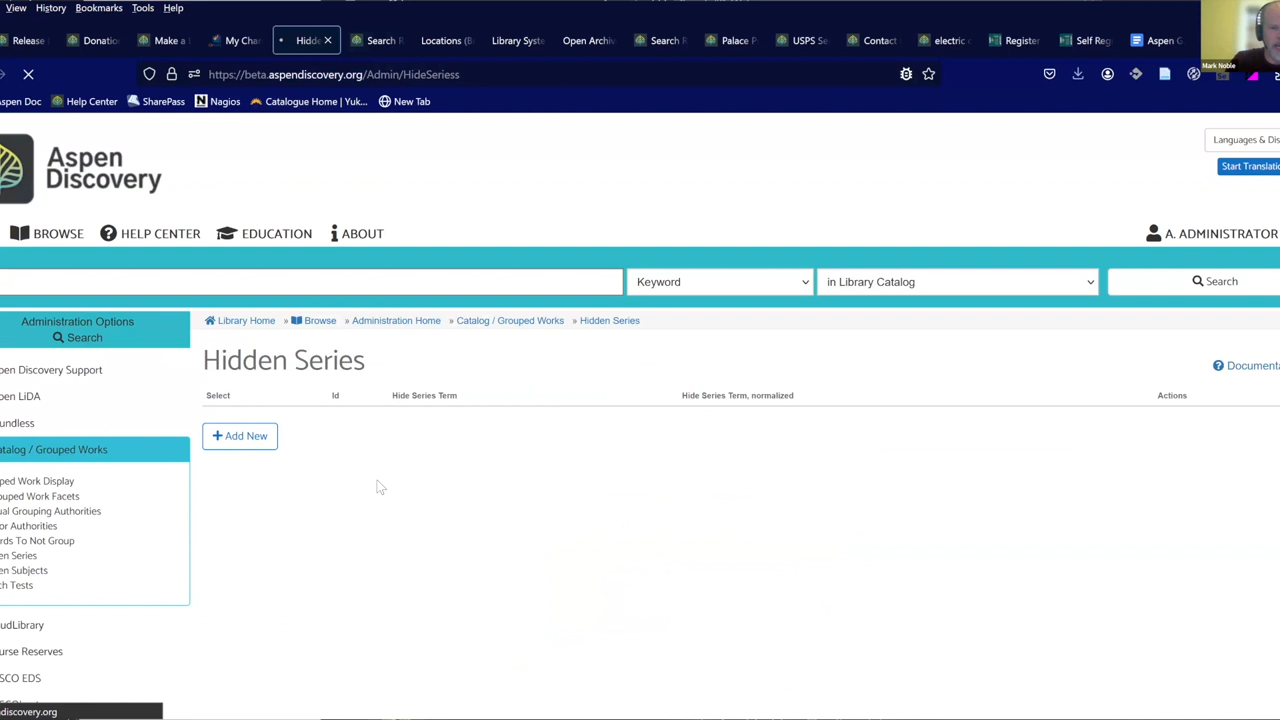 View History Bookmarks Tools Help
Release Donatio Make a L My Cha Hidde Search R Locations (B Library Syste Open Archiv Search R Palace P USPS Se Contact electric Register Self Reg Aspen G
https://beta.aspendiscovery.org/Admin/HideSeriess
Mark Noble
Aspen Doc Help Center SharePass Nagios Catalogue Home | Yuk... New Tab
Aspen
Discovery
Languages & Dis
Start Translatio
BROWSE HELP CENTER EDUCATION ABOUT A. ADMINISTRATOR
Keyword in Library Catalog Search
Administration Options
Search
Library Home » Browse » Administration Home » Catalog / Grouped Works » Hidden Series
Hidden Series
Documenta
pen Discovery Support
pen LiDA
undless
atalog / Grouped Works
ped Work Display
ouped Work Facets
ual Grouping Authorities
or Authorities
rds To Not Group
en Series
en Subjects
ch Tests
oudLibrary
urse Reserves
SCO EDS
Select Id Hide Series Term Hide Series Term, normalized Actions
Add New
discovery.org